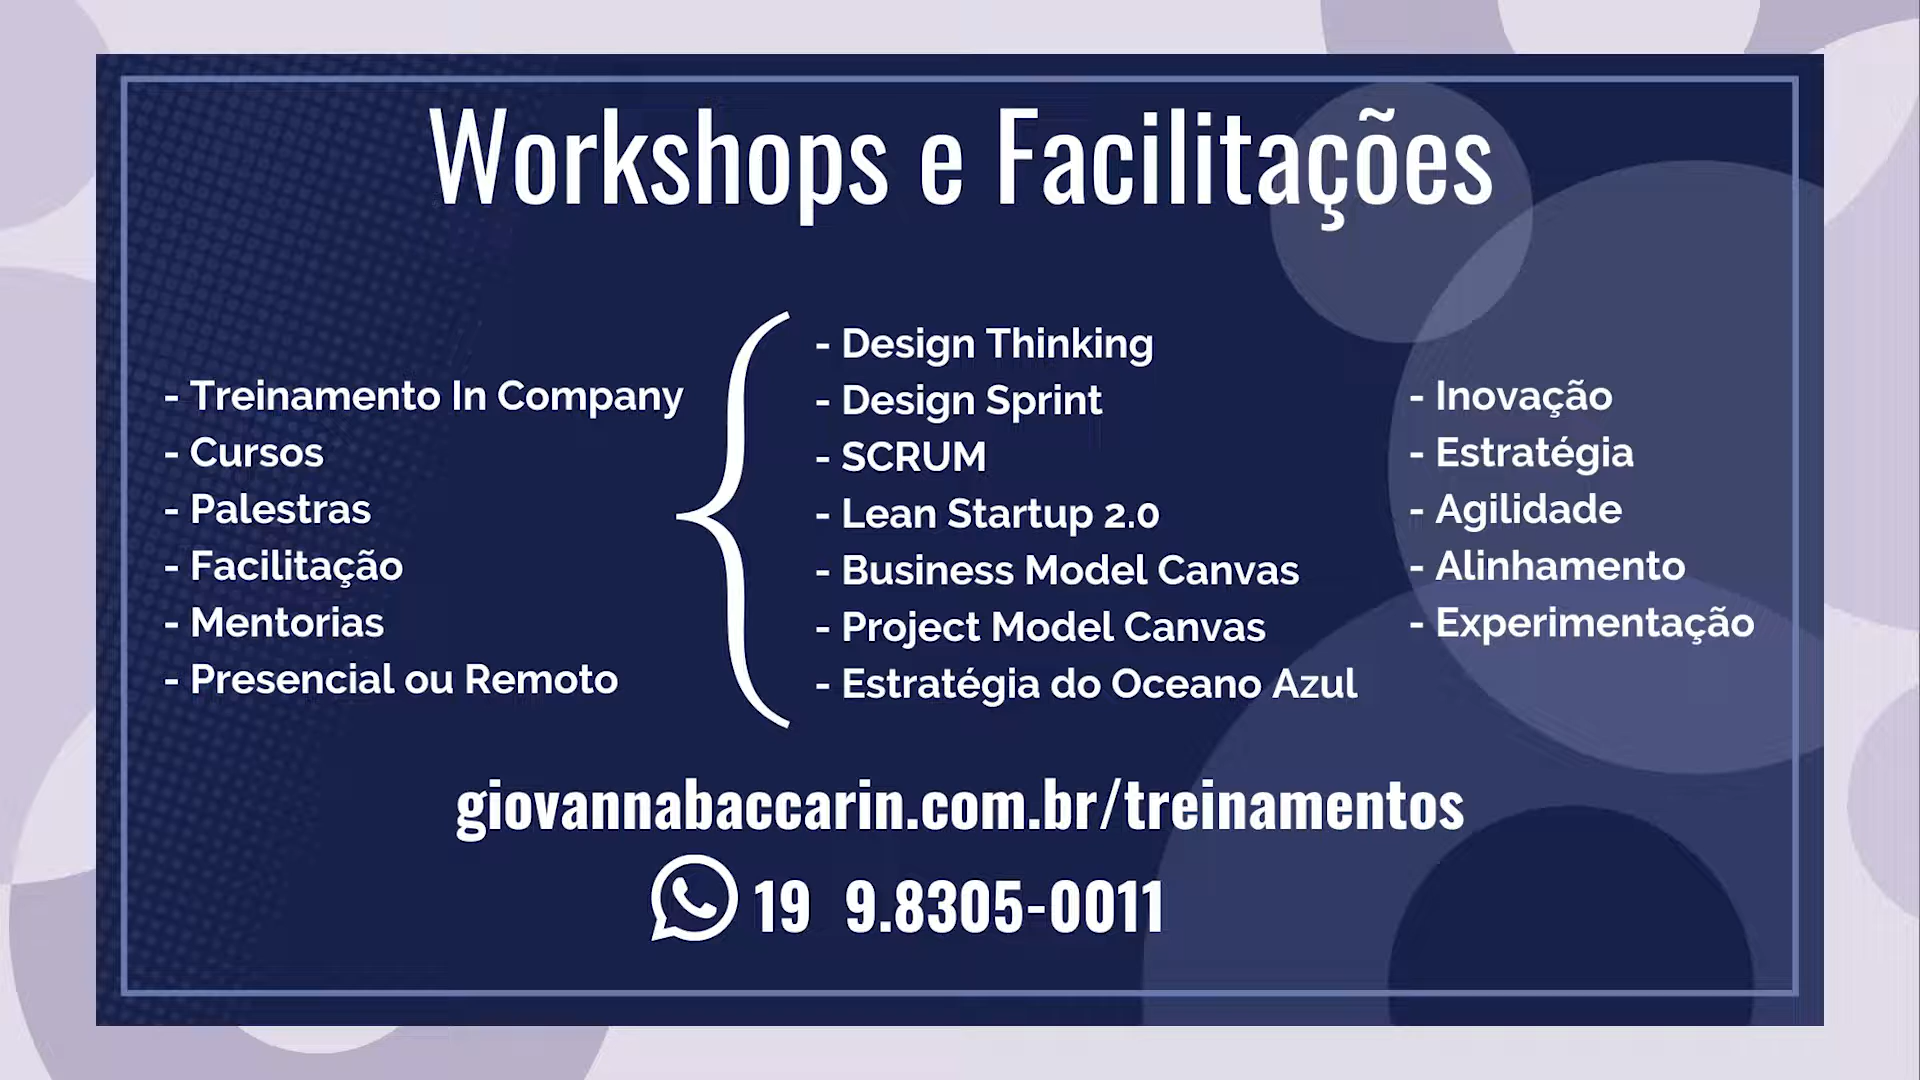 Workshops e Facilitações
- Treinamento In Company
- Cursos
- Palestras
- Facilitação
- Mentorias
- Presencial ou Remoto
- Design Thinking
- Design Sprint
- SCRUM
- Lean Startup 2.0
- Business Model Canvas
- Project Model Canvas
- Estratégia do Oceano Azul
- Inovação
- Estratégia
- Agilidade
- Alinhamento
- Experimentação
giovannabaccarin.com.br/treinamentos
19 9.8305-0011